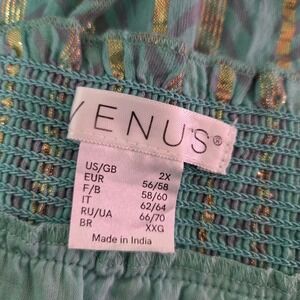 VENUS®
US/GB 2X
EUR 56/58
F/B 58/60
IT 62/64
RU/UA 66/70
BR XXG
Made in India